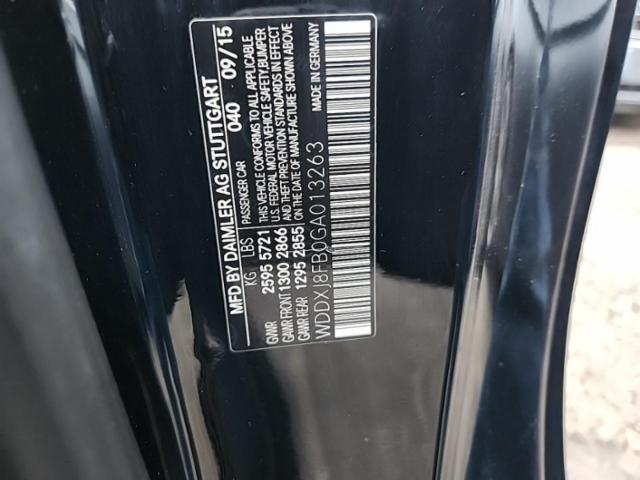 MFD BY DAIMLER AG STUTTGART
040 09/15
KG LBS PASSENGER CAR
GVWR 2595 5721 THIS VEHICLE CONFORMS TO ALL APPLICABLE
GAWR FRONT 1300 2866 U.S. FEDERAL MOTOR VEHICLE SAFETY, BUMPER
GAWR REAR 1295 2855 AND THEFT PREVENTION STANDARDS IN EFFECT
ON THE DATE OF MANUFACTURE SHOWN ABOVE
WDDXJ8FB0GA013263 MADE IN GERMANY